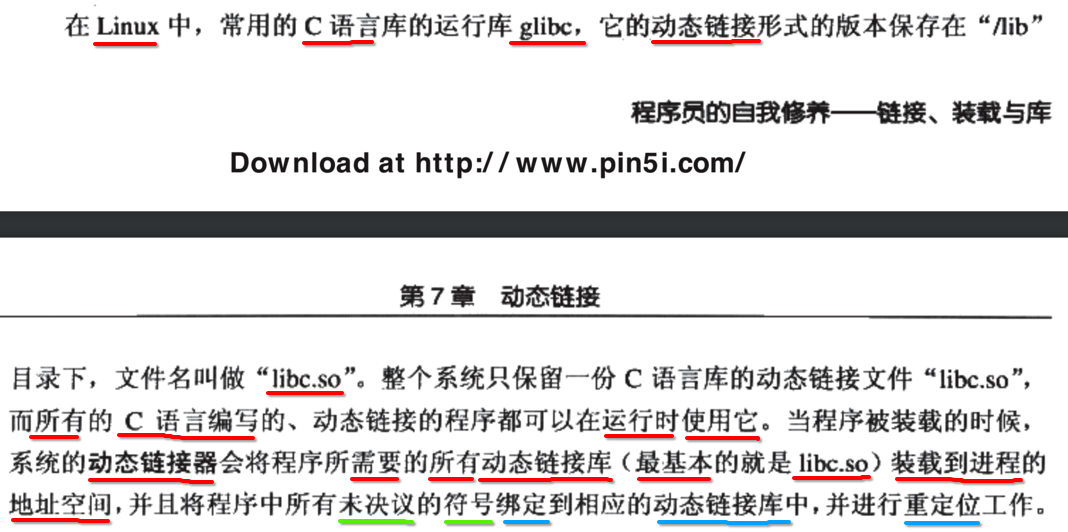 在 Linux 中，常用的 C 语言库的运行库 glibc，它的动态链接形式的版本保存在“/lib”
程序员的自我修养——链接、装载与库
Download at http://www.pin5i.com/
第 7 章 动态链接
目录下，文件名叫做“libc.so”。整个系统只保留一份 C 语言库的动态链接文件“libc.so”，
而所有的 C 语言编写的、动态链接的程序都可以在运行时使用它。当程序被装载的时候，
系统的动态链接器会将程序所需要的所有动态链接库（最基本的就是 libc.so）装载到进程的
地址空间，并且将程序中所有未决议的符号绑定到相应的动态链接库中，并进行重定位工作。